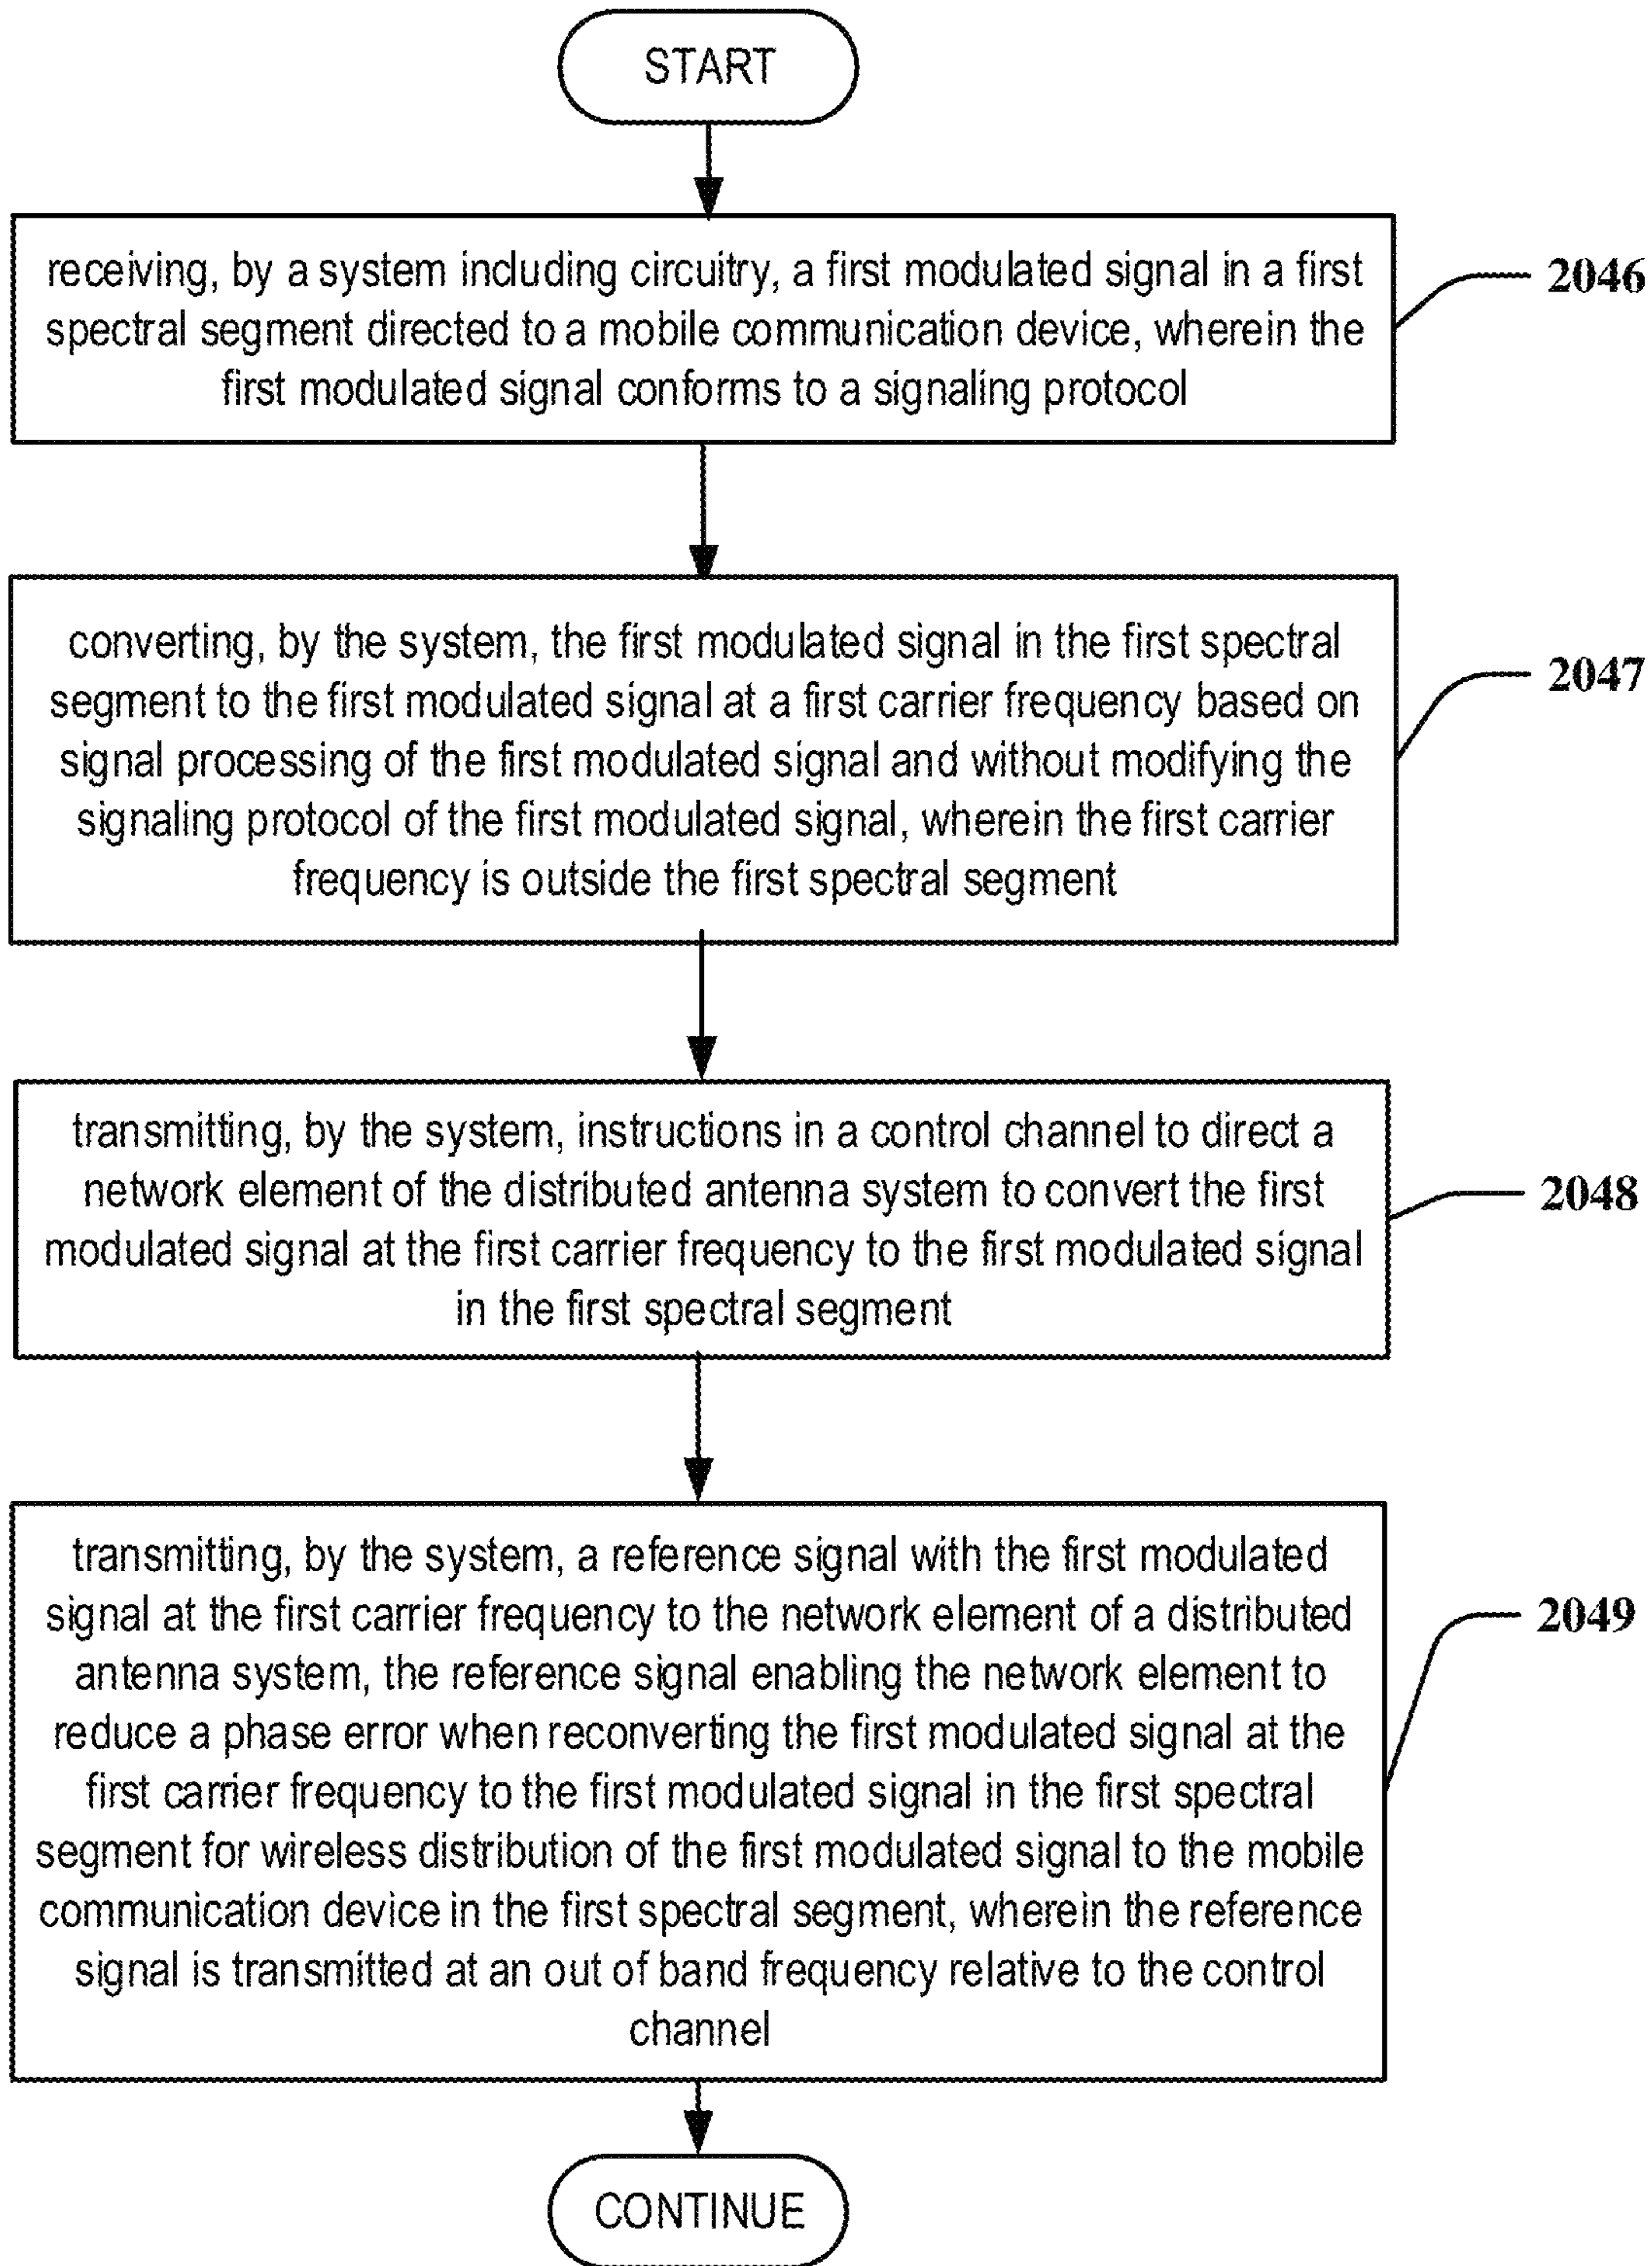 START
receiving, by a system including circuitry, a first modulated signal in a first
spectral segment directed to a mobile communication device, wherein the
first modulated signal conforms to a signaling protocol
2046
converting, by the system, the first modulated signal in the first spectral
segment to the first modulated signal at a first carrier frequency based on
signal processing of the first modulated signal and without modifying the
signaling protocol of the first modulated signal, wherein the first carrier
frequency is outside the first spectral segment
2047
transmitting, by the system, instructions in a control channel to direct a
network element of the distributed antenna system to convert the first
modulated signal at the first carrier frequency to the first modulated signal
in the first spectral segment
2048
transmitting, by the system, a reference signal with the first modulated
signal at the first carrier frequency to the network element of a distributed
antenna system, the reference signal enabling the network element to
reduce a phase error when reconverting the first modulated signal at the
first carrier frequency to the first modulated signal in the first spectral
segment for wireless distribution of the first modulated signal to the mobile
communication device in the first spectral segment, wherein the reference
signal is transmitted at an out of band frequency relative to the control
channel
2049
CONTINUE